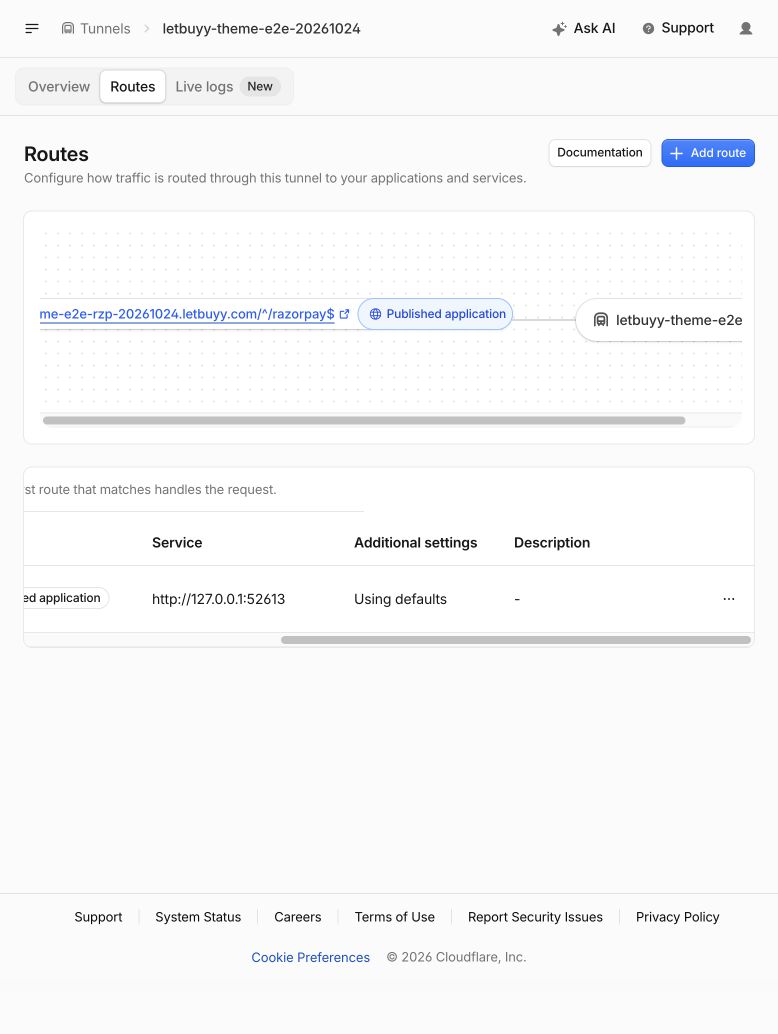 Tunnels letbuyy-theme-e2e-20261024 Ask AI Support
Overview Routes Live logs New
Routes
Documentation Add route
Configure how traffic is routed through this tunnel to your applications and services.
me-e2e-rzp-20261024.letbuyy.com/^/razorpay$ Published application letbuyy-theme-e2e
st route that matches handles the request.
Service Additional settings Description
ed application http://127.0.0.1:52613 Using defaults - ...
Support System Status Careers Terms of Use Report Security Issues Privacy Policy
Cookie Preferences © 2026 Cloudflare, Inc.